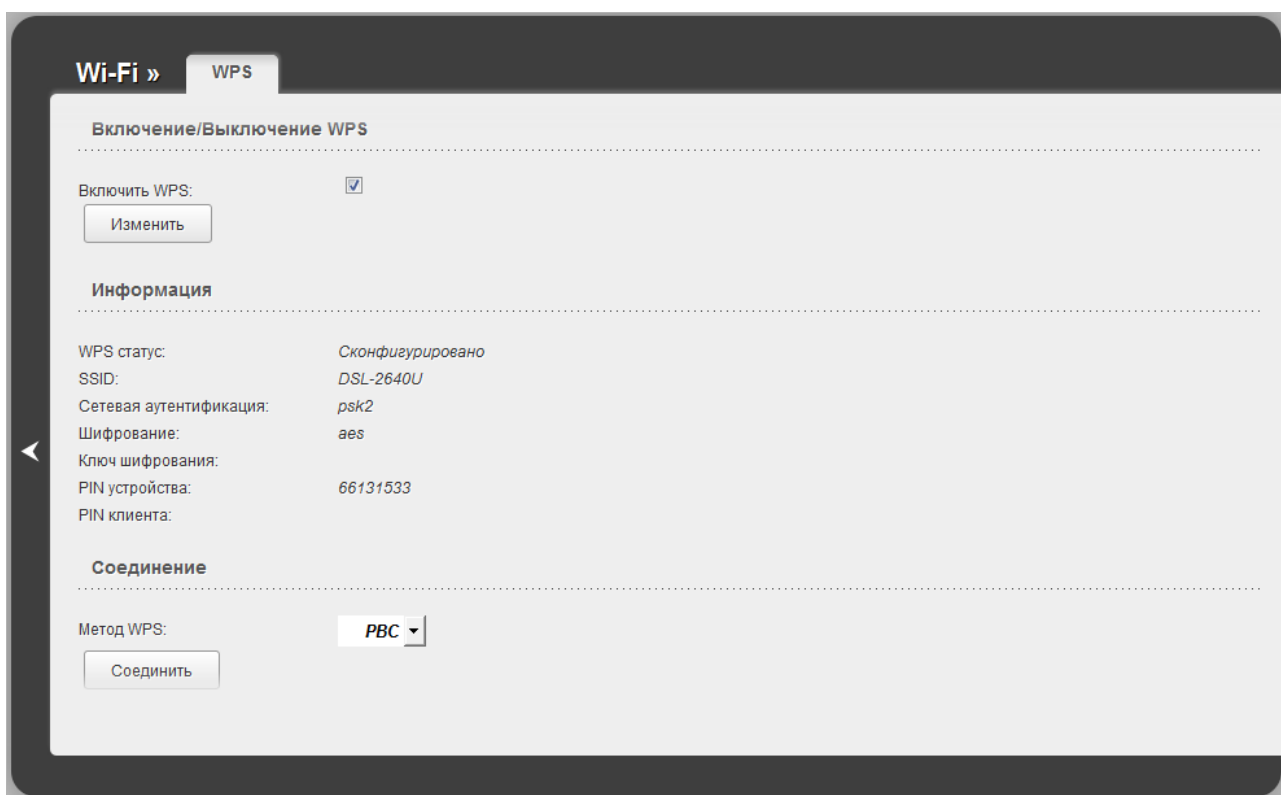 Wi-Fi » WPS
Включение/Выключение WPS
Включить WPS:
Изменить
Информация
WPS статус: Сконфигурировано
SSID: DSL-2640U
Сетевая аутентификация: psk2
Шифрование: aes
Ключ шифрования:
PIN устройства: 66131533
PIN клиента:
Соединение
Метод WPS: PBC
Соединить